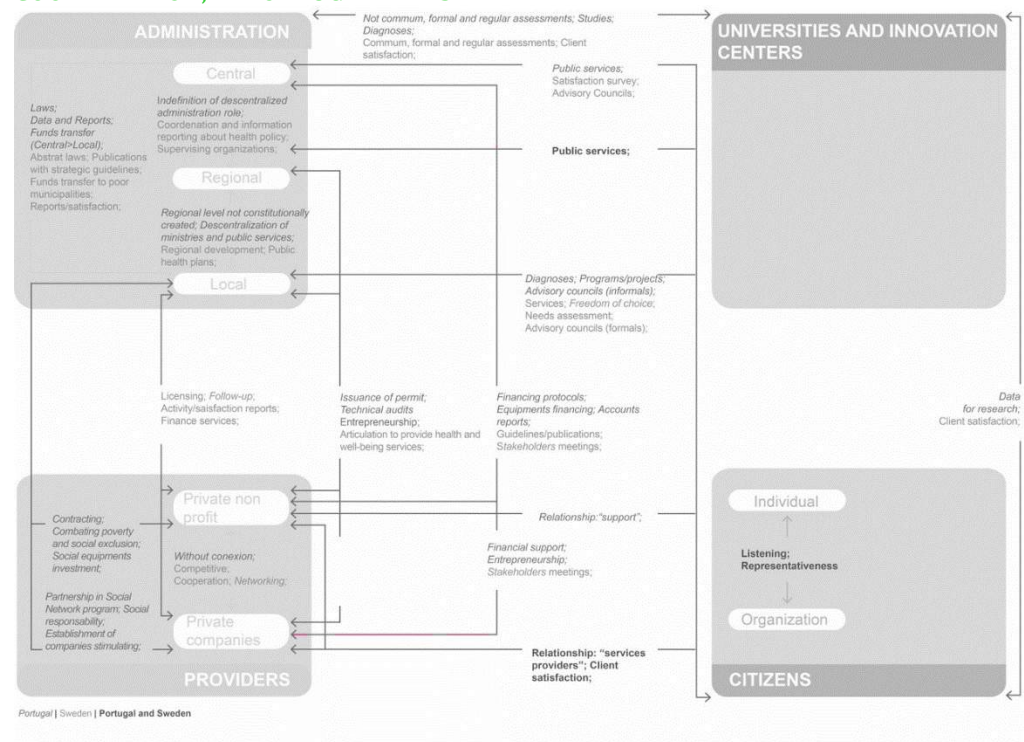 Not commum, formal and regular assessments; Studies;
Diagnoses;
Commum, formal and regular assessments; Client
satisfaction;
ADMINISTRATION
UNIVERSITIES AND INNOVATION
CENTERS
Central
Public services;
Satisfaction survey;
Advisory Councils;
Laws;
Data and Reports;
Funds transfer
(Central>Local);
Abstrat laws; Publications
with strategic guidelines;
Funds transfer to poor
municipalities;
Reports/satisfaction;
Indefinition of descentralized
administration role;
Coordenation and information
reporting about health policy;
Supervising organizations;
Public services;
Regional
Regional level not constitutionally
created; Descentralization of
ministries and public services;
Regional development; Public
health plans;
Local
Diagnoses; Programs/projects;
Advisory councils (informals);
Services; Freedom of choice;
Needs assessment;
Advisory councils (formals);
Licensing; Follow-up;
Activity/saisfaction reports;
Finance services;
Issuance of permit;
Technical audits
Entrepreneurship;
Articulation to provide health and
well-being services;
Financing protocols;
Equipments financing; Accounts
reports;
Guidelines/publications;
Stakeholders meetings;
Data
for research;
Client satisfaction;
Private non
profit
Individual
Contracting;
Combating poverty
and social exclusion;
Social equipments
investment;
Relationship:"support";
Without conexion;
Competitive;
Cooperation; Networking;
Financial support;
Entrepreneurship;
Stakeholders meetings;
Listening;
Representativeness
Partnership in Social
Network program; Social
responsability;
Establishment of
companies stimulating;
Private
companies
Organization
Relationship: "services
providers"; Client
satisfaction;
PROVIDERS
CITIZENS
Portugal | Sweden | Portugal and Sweden